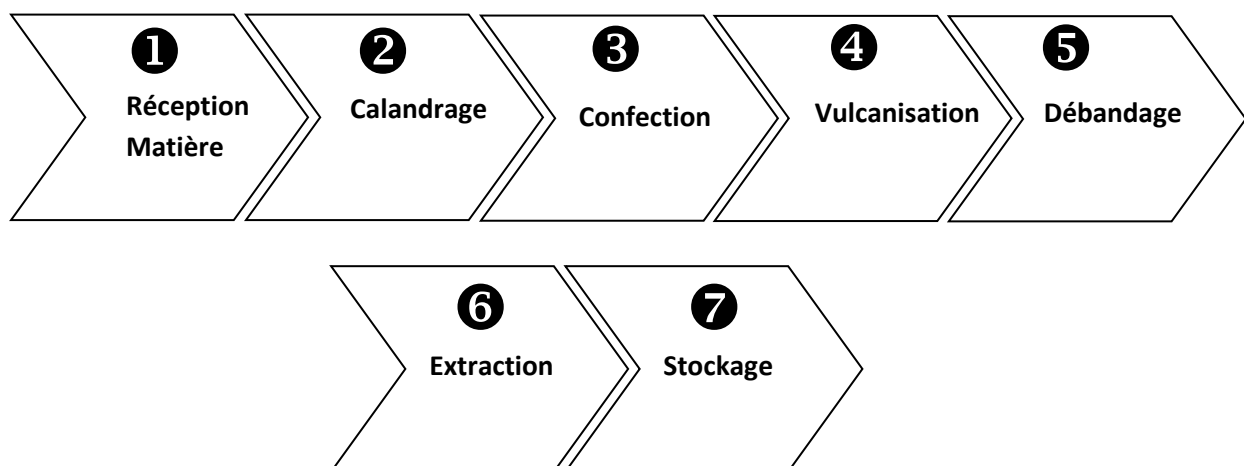 ❶
Réception
Matière
❷
Calandrage
❸
Confection
❹
Vulcanisation
❺
Débandage
❻
Extraction
❼
Stockage